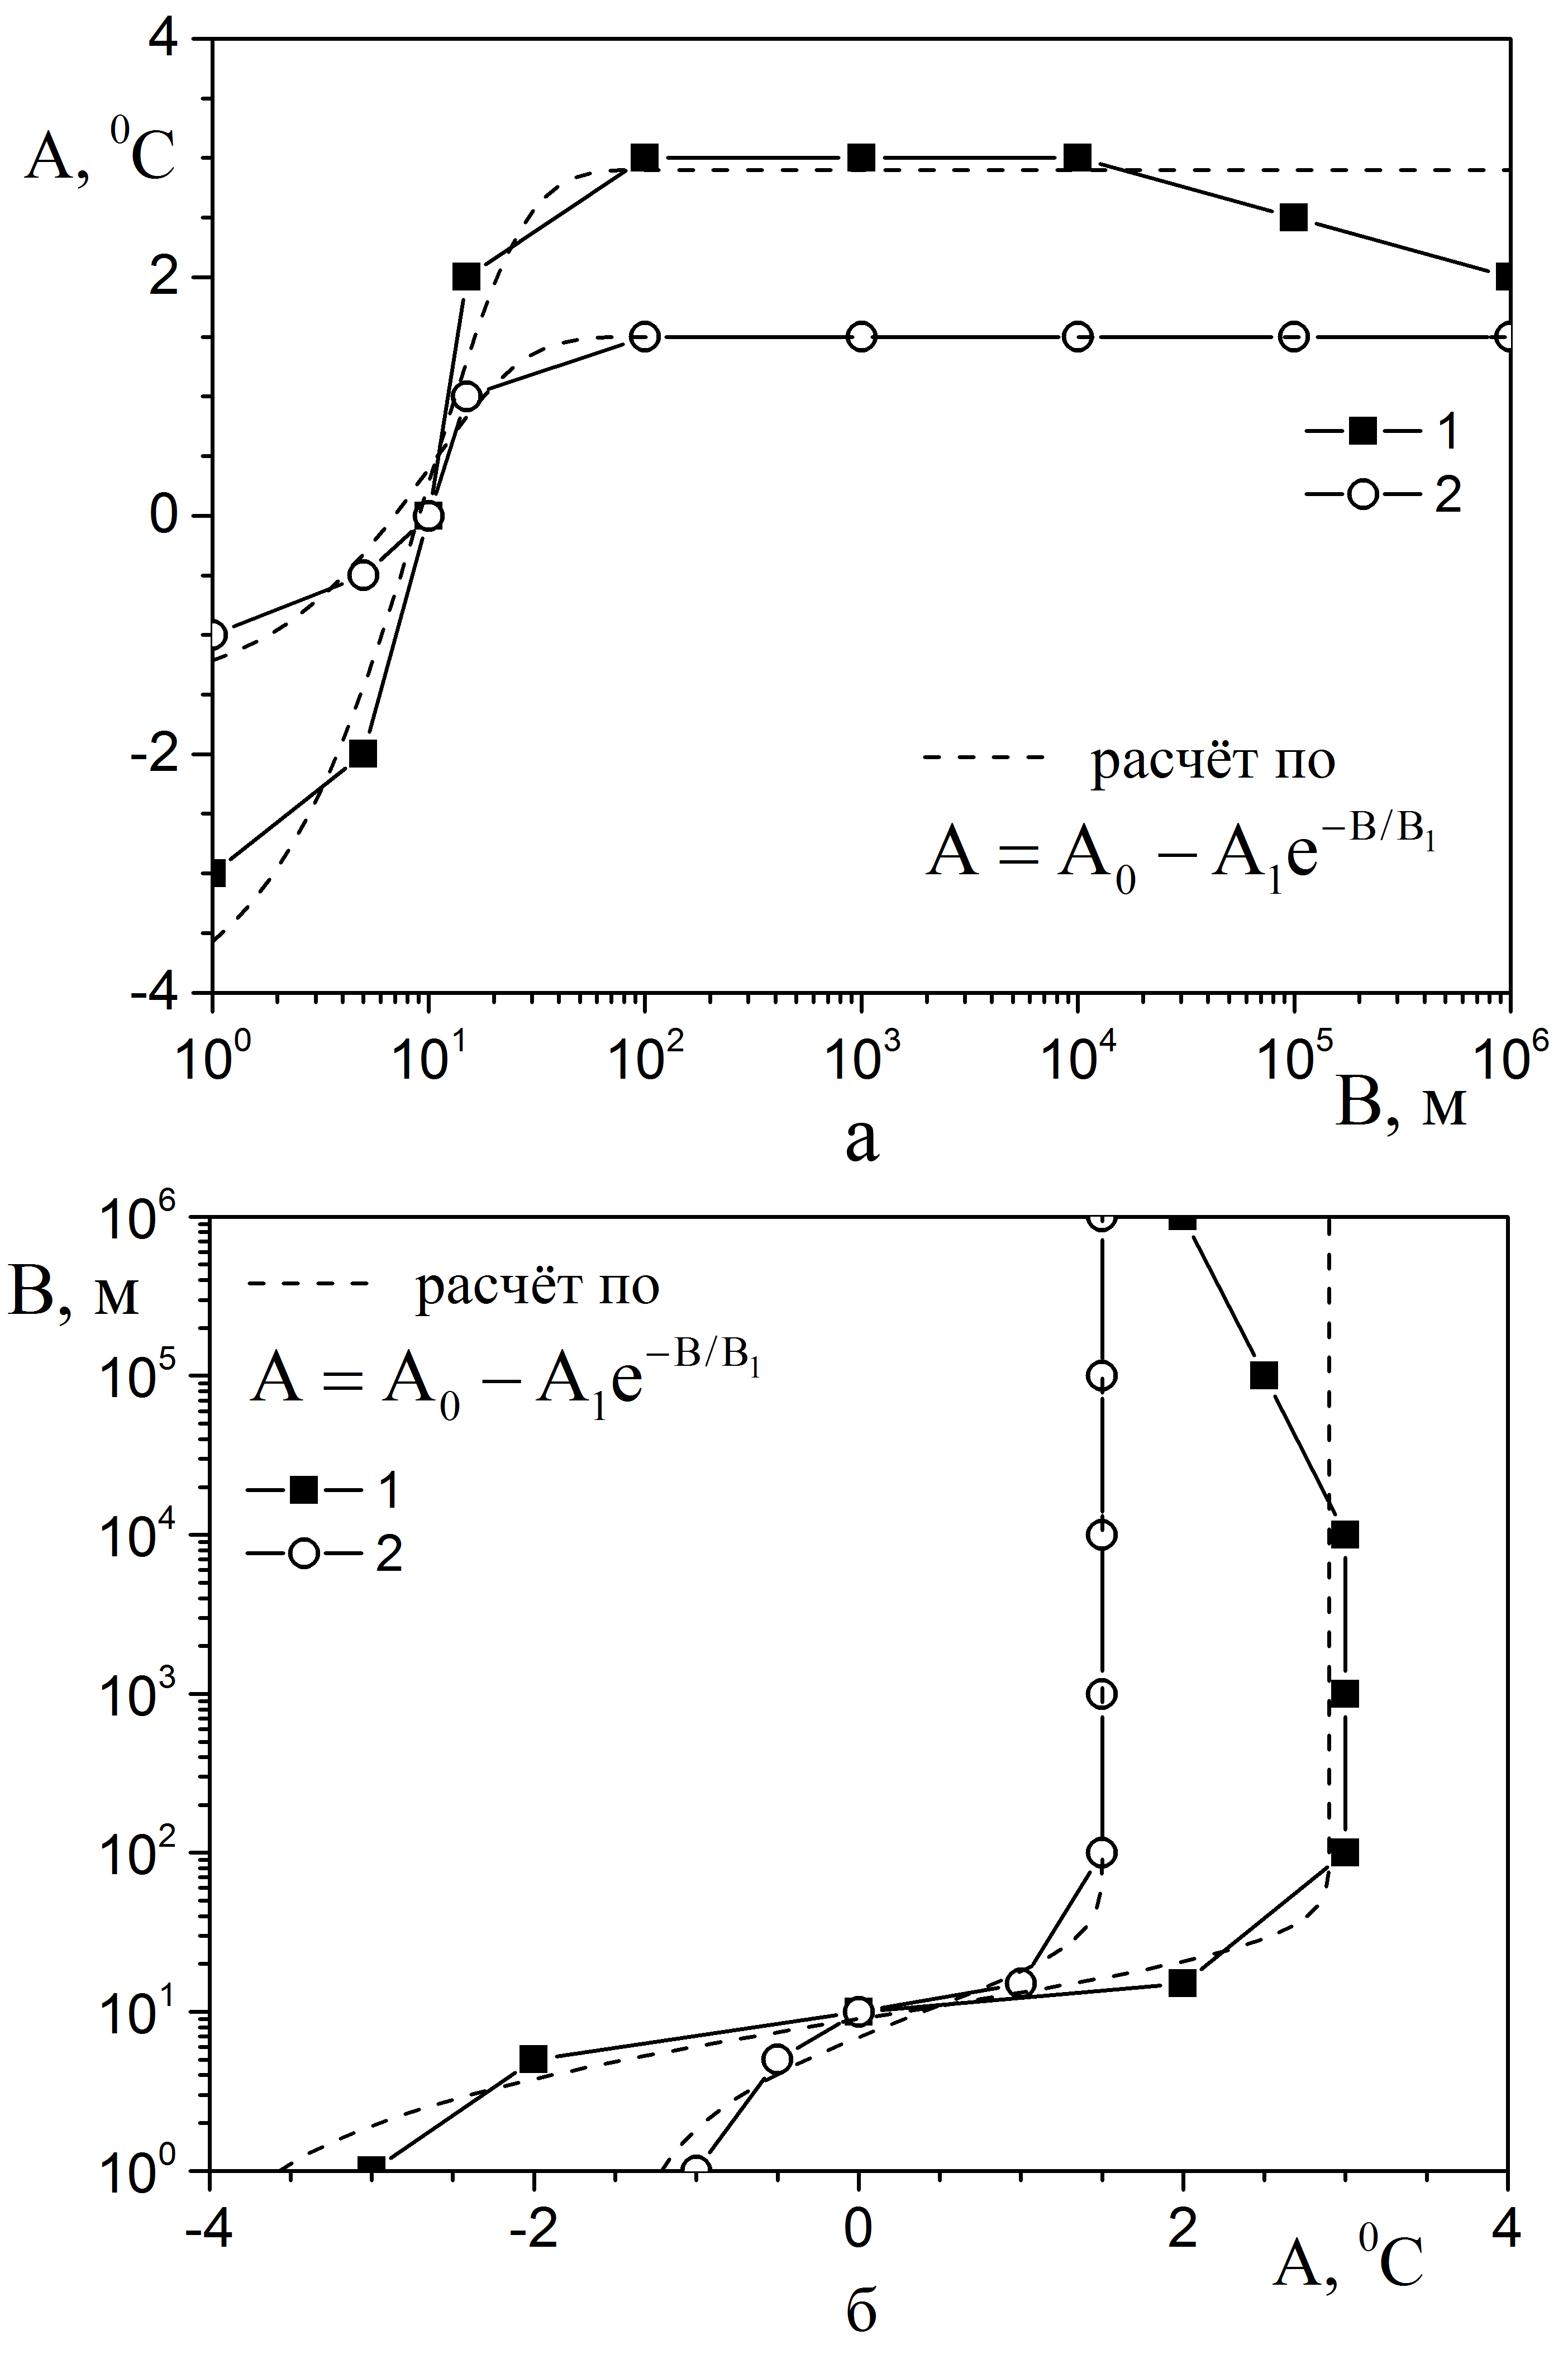 4
A, ⁰C
2
0
-2
-4
1
2
расчёт по
A = A₀ − A₁e^(−B/B₁)
10⁰ 10¹ 10² 10³ 10⁴ 10⁵ 10⁶
В, м
а
10⁶
В, м
10⁵
10⁴
10³
10²
10¹
10⁰
расчёт по
A = A₀ − A₁e^(−B/B₁)
1
2
-4 -2 0 2 4
A, ⁰C
б